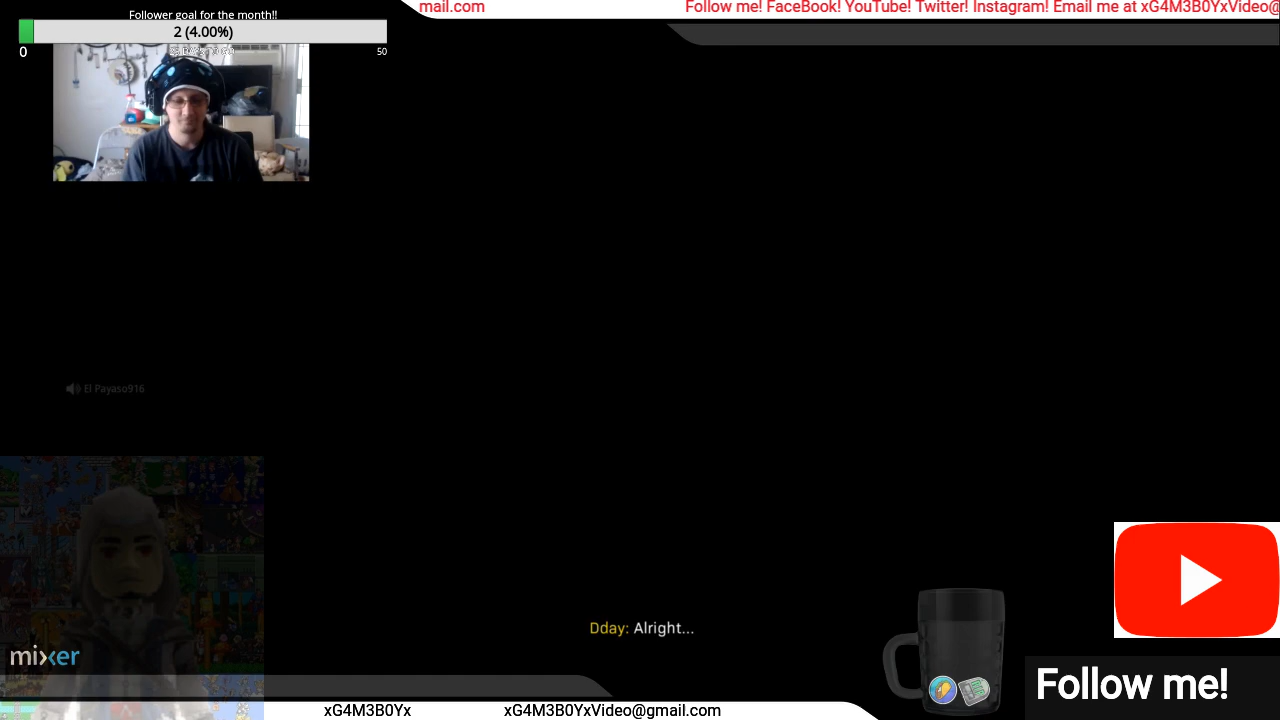 mail.com
Follow me! FaceBook! YouTube! Twitter! Instagram! Email me at xG4M3B0YxVideo@
Follower goal for the month!!
2 (4.00%)
0
50
El Payaso916
Dday: Alright...
mixer
Follow me!
xG4M3B0Yx
xG4M3B0YxVideo@gmail.com